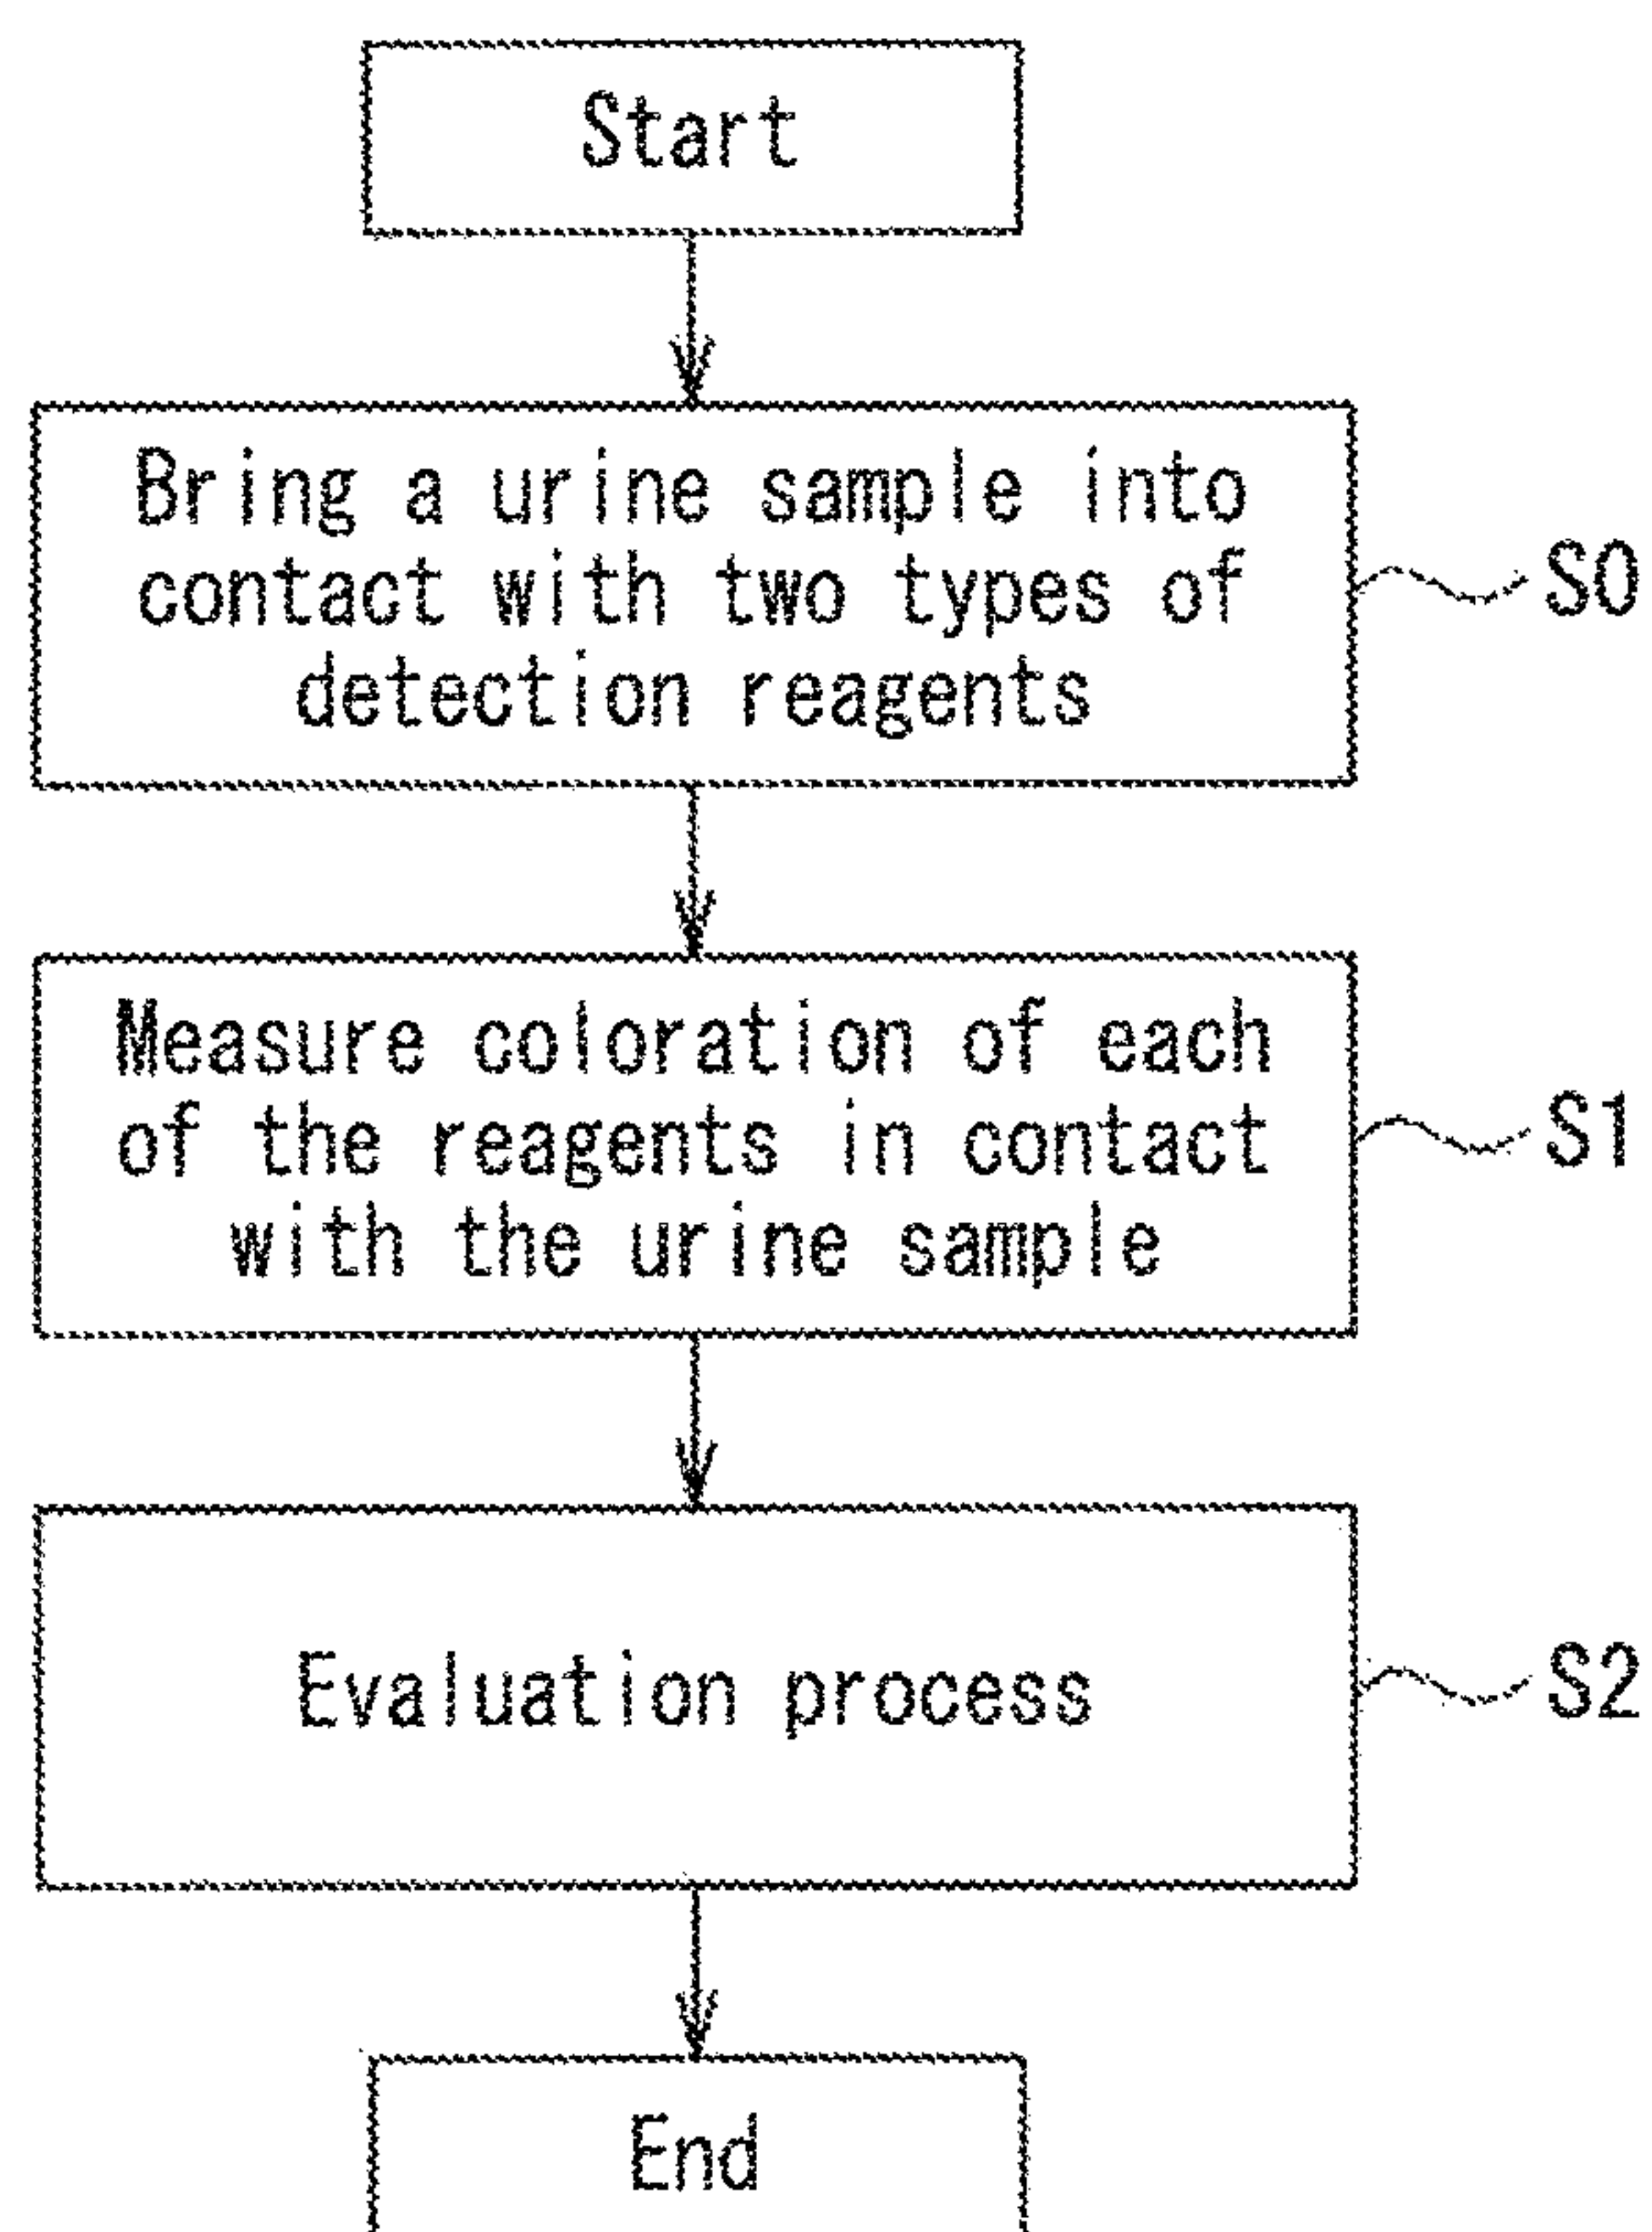 Start
Bring a urine sample into
contact with two types of
detection reagents
S0
Measure coloration of each
of the reagents in contact
with the urine sample
S1
Evaluation process
S2
End